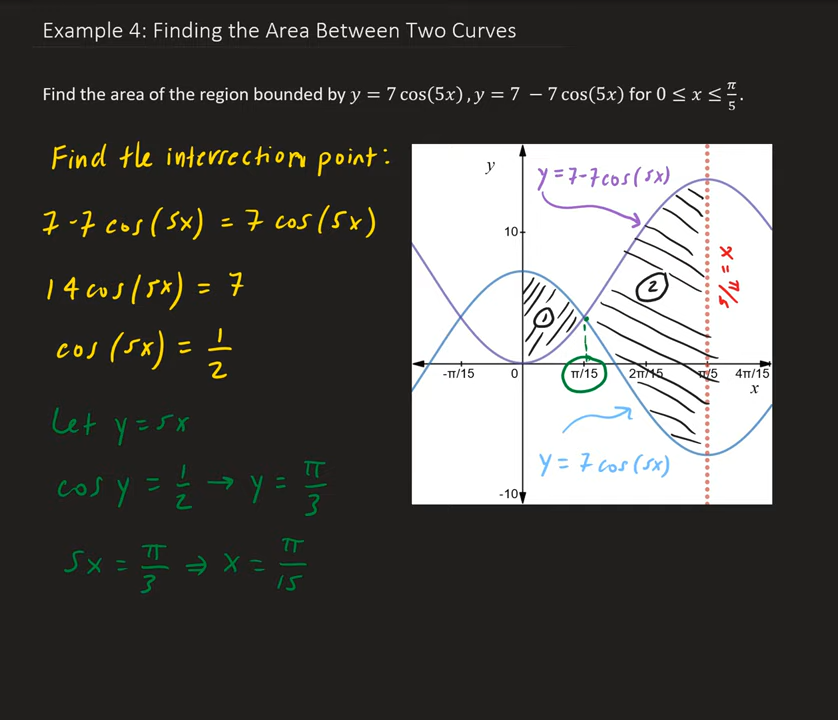 Example 4: Finding the Area Between Two Curves
Find the area of the region bounded by y = 7 cos(5x), y = 7 − 7 cos(5x) for 0 ≤ x ≤ π/5.
Find the intersection point:
7 - 7 cos(5x) = 7 cos(5x)
14 cos(5x) = 7
cos(5x) = 1/2
Let y = 5x
cos y = 1/2 → y = π/3
5x = π/3 ⇒ x = π/15
y
y = 7-7cos(5x)
10
x = π/5
2
1
-π/15
0
π/15
2π/15
π/5
4π/15
x
y = 7 cos(5x)
-10